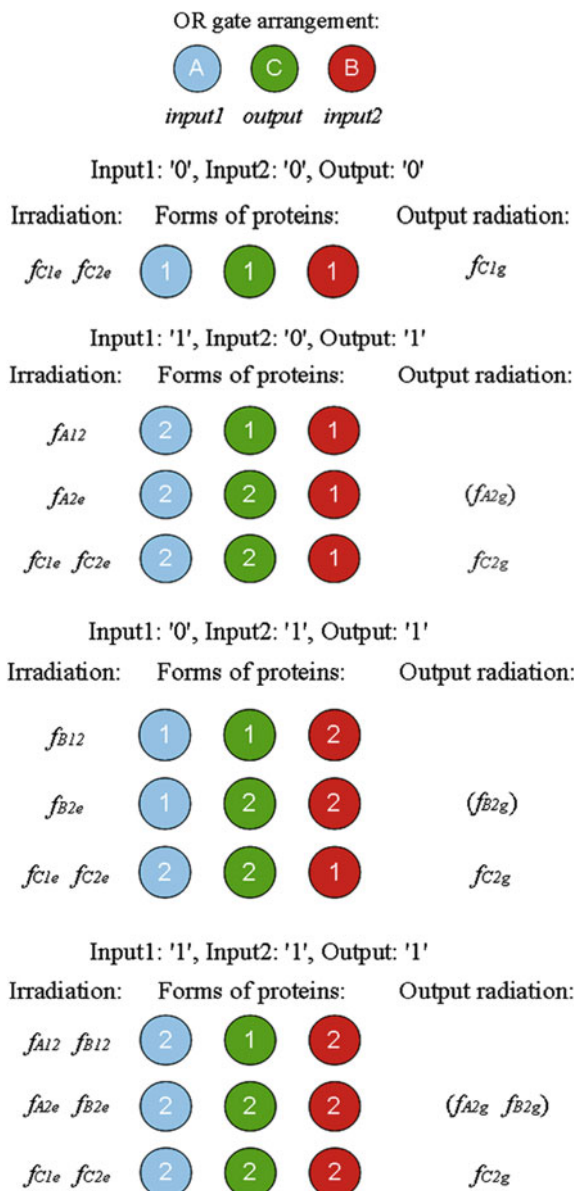 OR gate arrangement:
A C B
input1 output input2
Input1: '0', Input2: '0', Output: '0'
Irradiation: Forms of proteins: Output radiation:
fC1e fC2e 1 1 1 fC1g
Input1: '1', Input2: '0', Output: '1'
Irradiation: Forms of proteins: Output radiation:
fA12 2 1 1
fA2e 2 2 1 (fA2g)
fC1e fC2e 2 2 1 fC2g
Input1: '0', Input2: '1', Output: '1'
Irradiation: Forms of proteins: Output radiation:
fB12 1 1 2
fB2e 1 2 2 (fB2g)
fC1e fC2e 2 2 1 fC2g
Input1: '1', Input2: '1', Output: '1'
Irradiation: Forms of proteins: Output radiation:
fA12 fB12 2 1 2
fA2e fB2e 2 2 2 (fA2g fB2g)
fC1e fC2e 2 2 2 fC2g